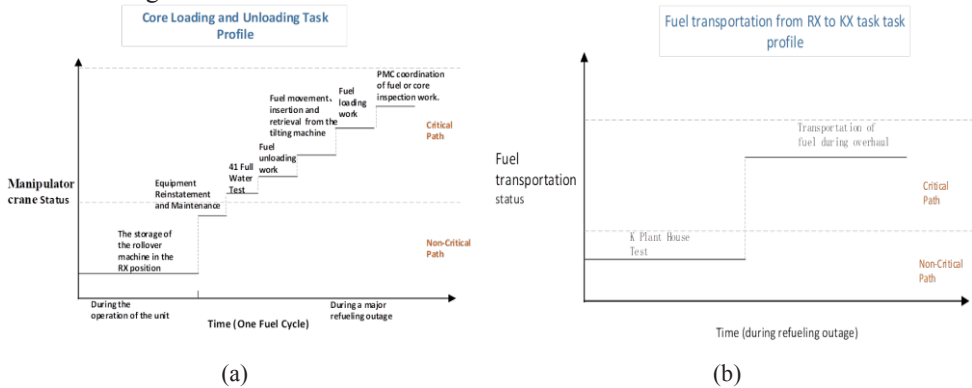 Core Loading and Unloading Task
Profile
PMC coordination
of fuel or core
inspection work.
Fuel
loading
work
Fuel movement、
insertion and
retrieval from the
tilting machine
Critical
Path
Fuel
unloading
work
41 Full
Water
Test
Manipulator
crane Status
Equipment
Reinstatement
and Maintenance
The storage of
the rollover
machine in the
RX position
Non-Critical
Path
During the
operation of the unit
During a major
refueling outage
Time (One Fuel Cycle)
(a)
Fuel transportation from RX to KX task task
profile
Transportation of
fuel during overhaul
Fuel
transportation
status
Critical
Path
K Plant House
Test
Non-Critical
Path
Time (during refueling outage)
(b)